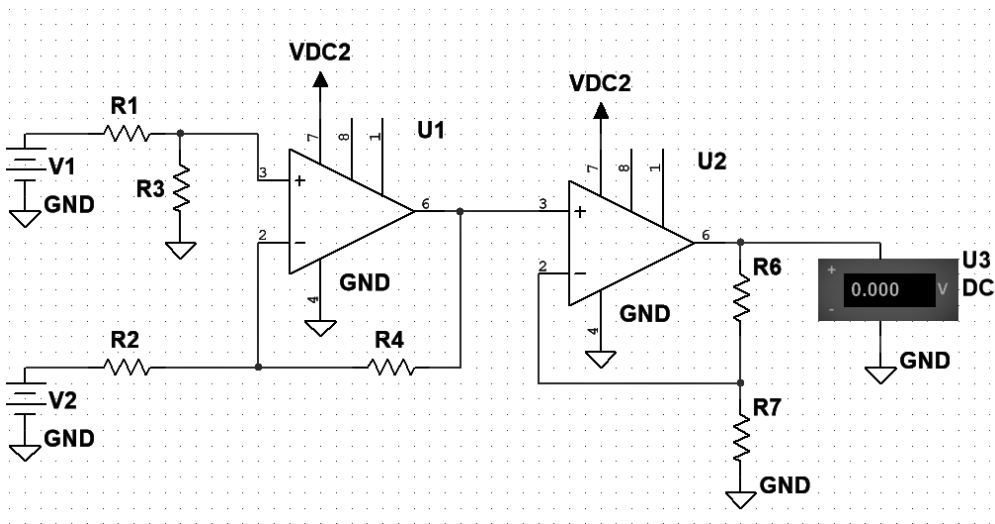 VDC2
VDC2
R1
7
8
1
U1
V1
3
R3
GND
6
2
GND
4
7
8
1
U2
3
6
2
R6
GND
4
U3
DC
+
0.000
V
-
GND
R2
R4
V2
GND
R7
GND